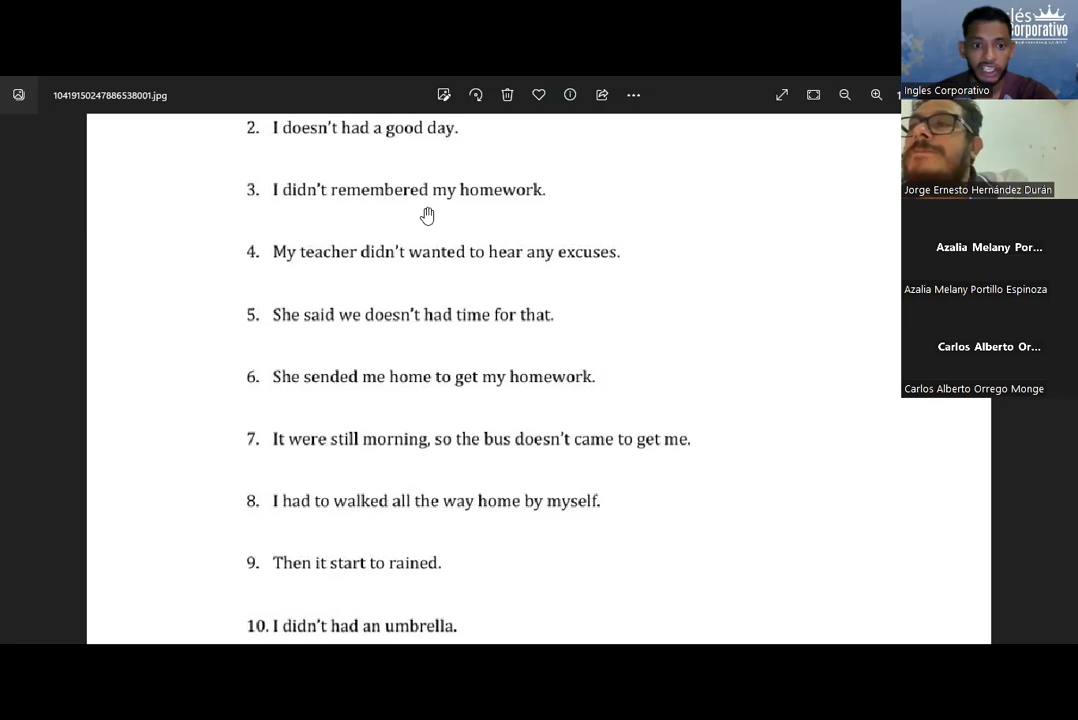 lés
Corporativo
10419150247886538001.jpg
Ingles Corporativo
2. I doesn't had a good day.
3. I didn't remembered my homework.
Jorge Ernesto Hernández Durán
4. My teacher didn't wanted to hear any excuses.
Azalia Melany Por...
Azalia Melany Portillo Espinoza
5. She said we doesn't had time for that.
Carlos Alberto Or...
6. She sended me home to get my homework.
Carlos Alberto Orrego Monge
7. It were still morning, so the bus doesn't came to get me.
8. I had to walked all the way home by myself.
9. Then it start to rained.
10. I didn't had an umbrella.